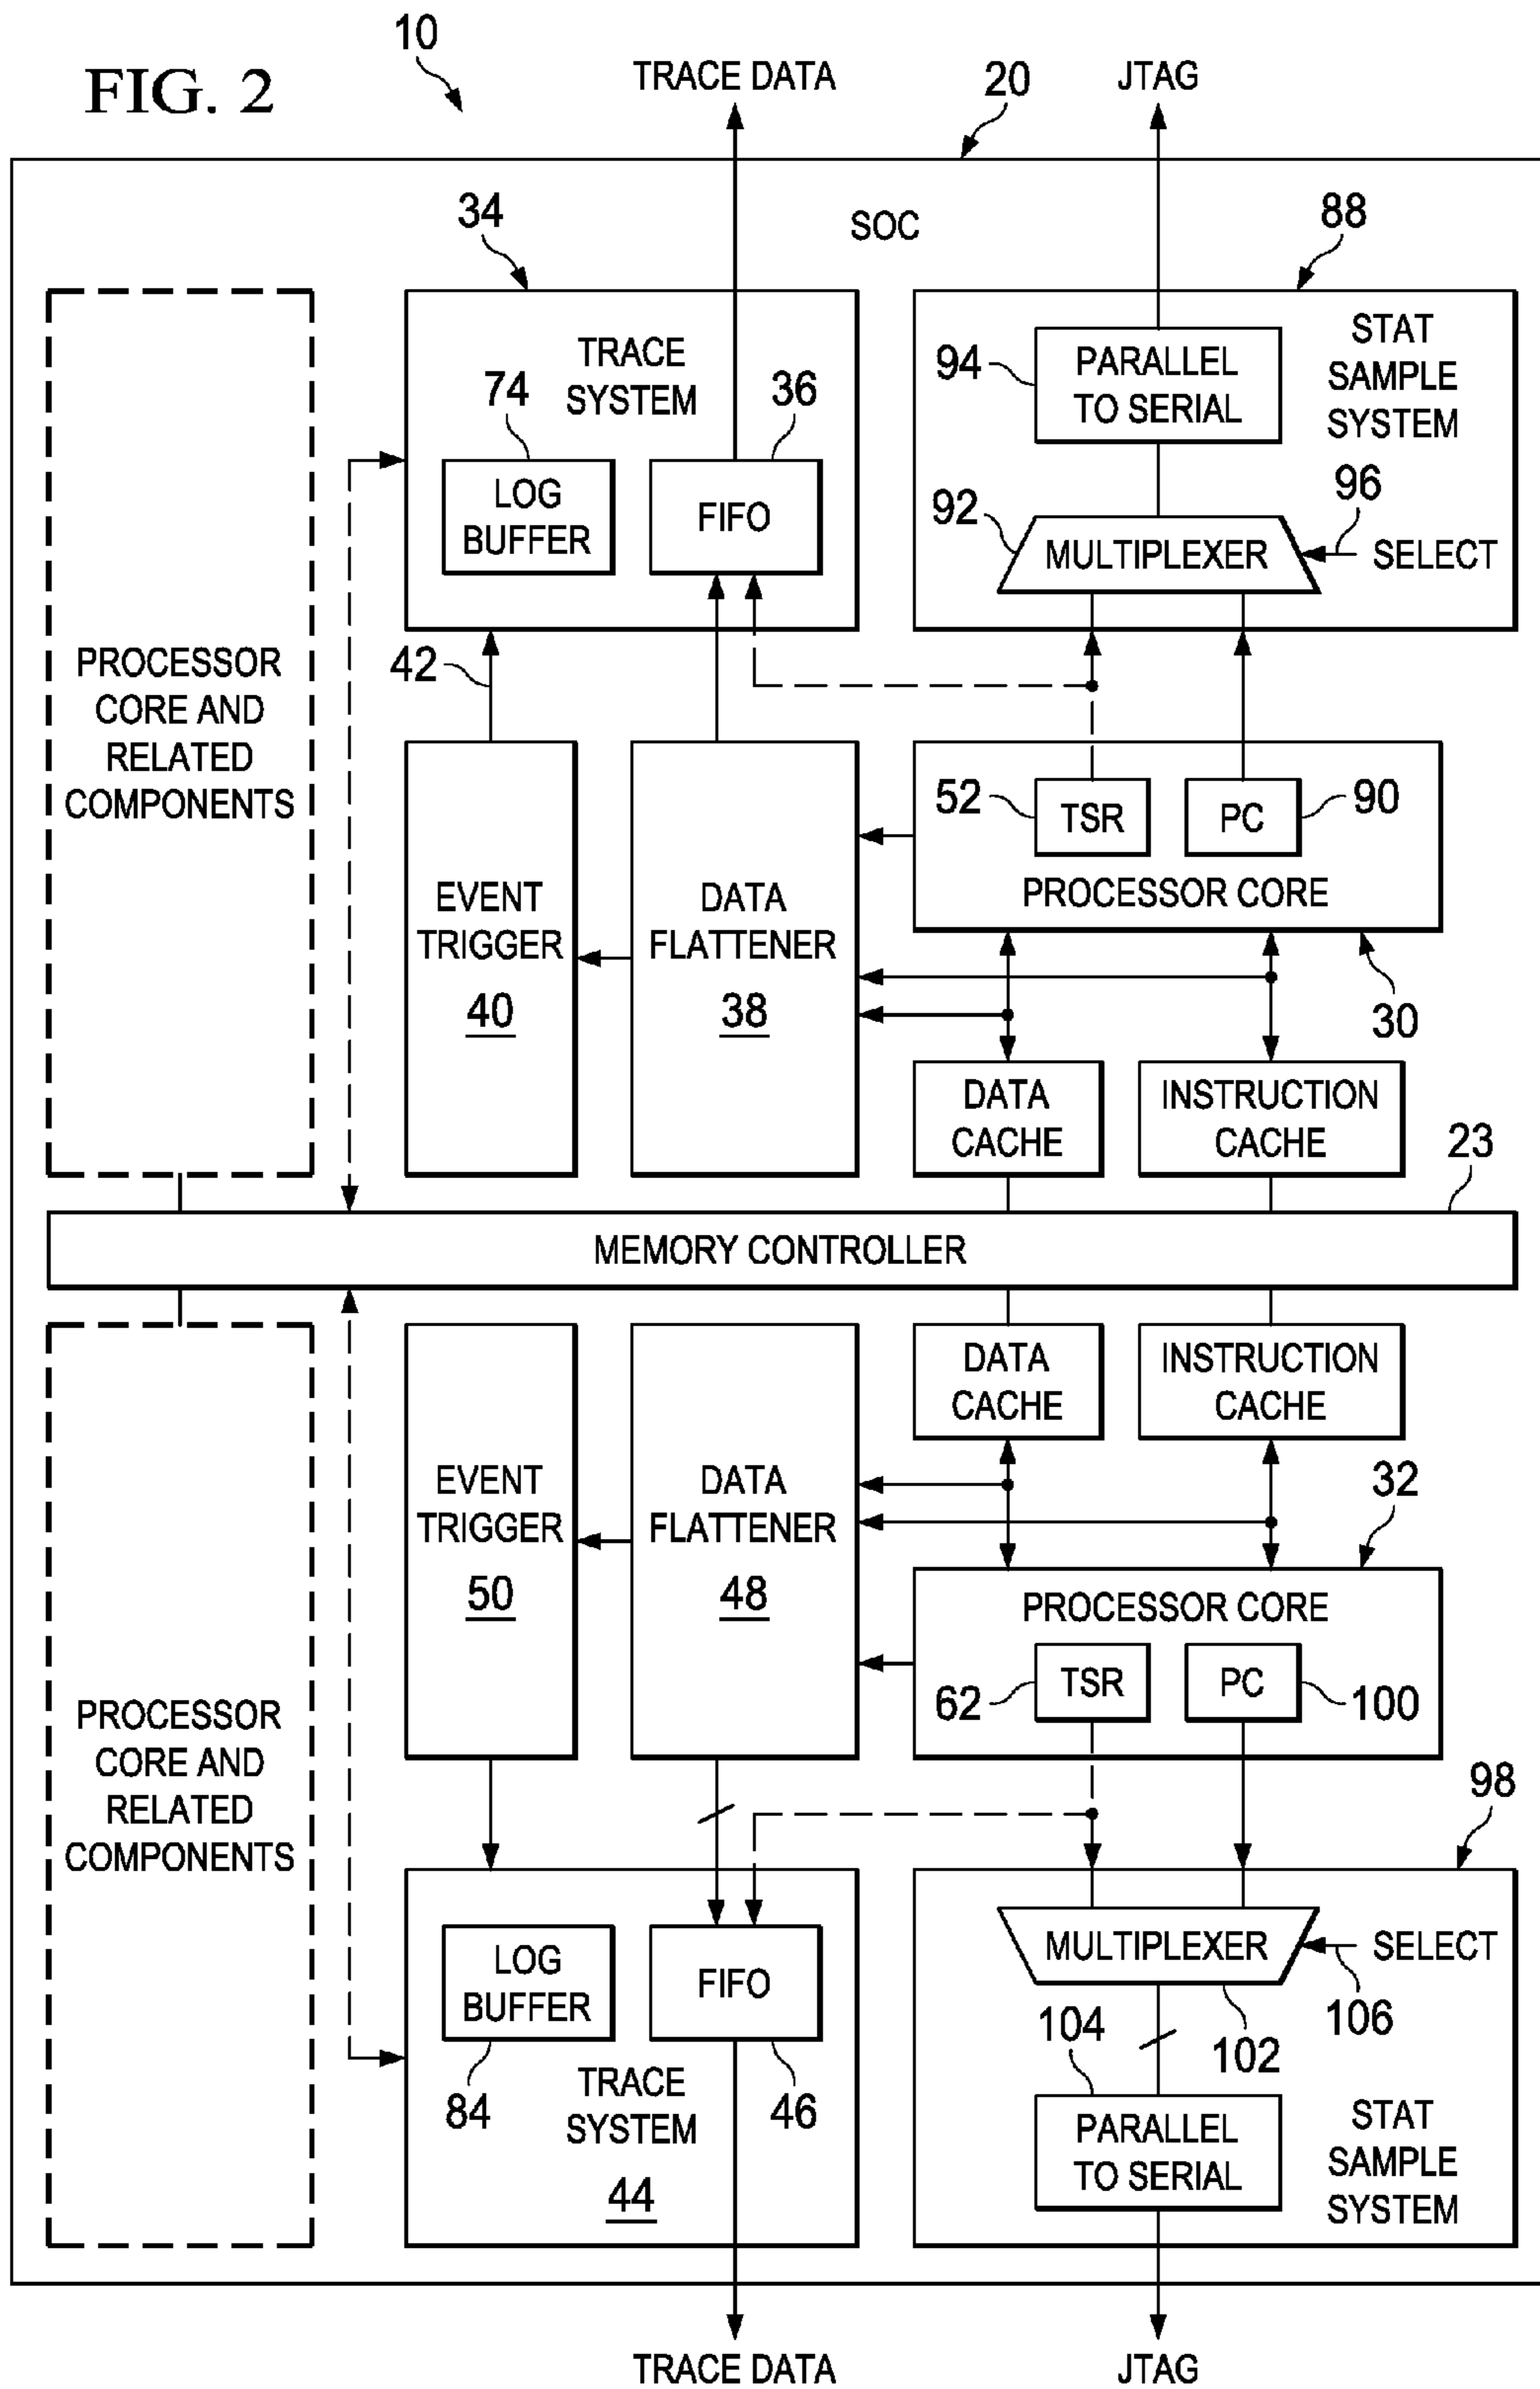 FIG. 2
10
TRACE DATA
20
JTAG
SOC
34
88
TRACE
SYSTEM
74
36
LOG
BUFFER
FIFO
94
PARALLEL
TO SERIAL
STAT
SAMPLE
SYSTEM
92
MULTIPLEXER
96
SELECT
PROCESSOR
CORE AND
RELATED
COMPONENTS
42
52
TSR
PC
90
PROCESSOR CORE
30
EVENT
TRIGGER
40
DATA
FLATTENER
38
DATA
CACHE
INSTRUCTION
CACHE
23
MEMORY CONTROLLER
DATA
CACHE
INSTRUCTION
CACHE
EVENT
TRIGGER
50
DATA
FLATTENER
48
32
PROCESSOR CORE
62
TSR
PC
100
PROCESSOR
CORE AND
RELATED
COMPONENTS
98
LOG
BUFFER
FIFO
84
46
TRACE
SYSTEM
44
MULTIPLEXER
SELECT
106
102
104
PARALLEL
TO SERIAL
STAT
SAMPLE
SYSTEM
TRACE DATA
JTAG